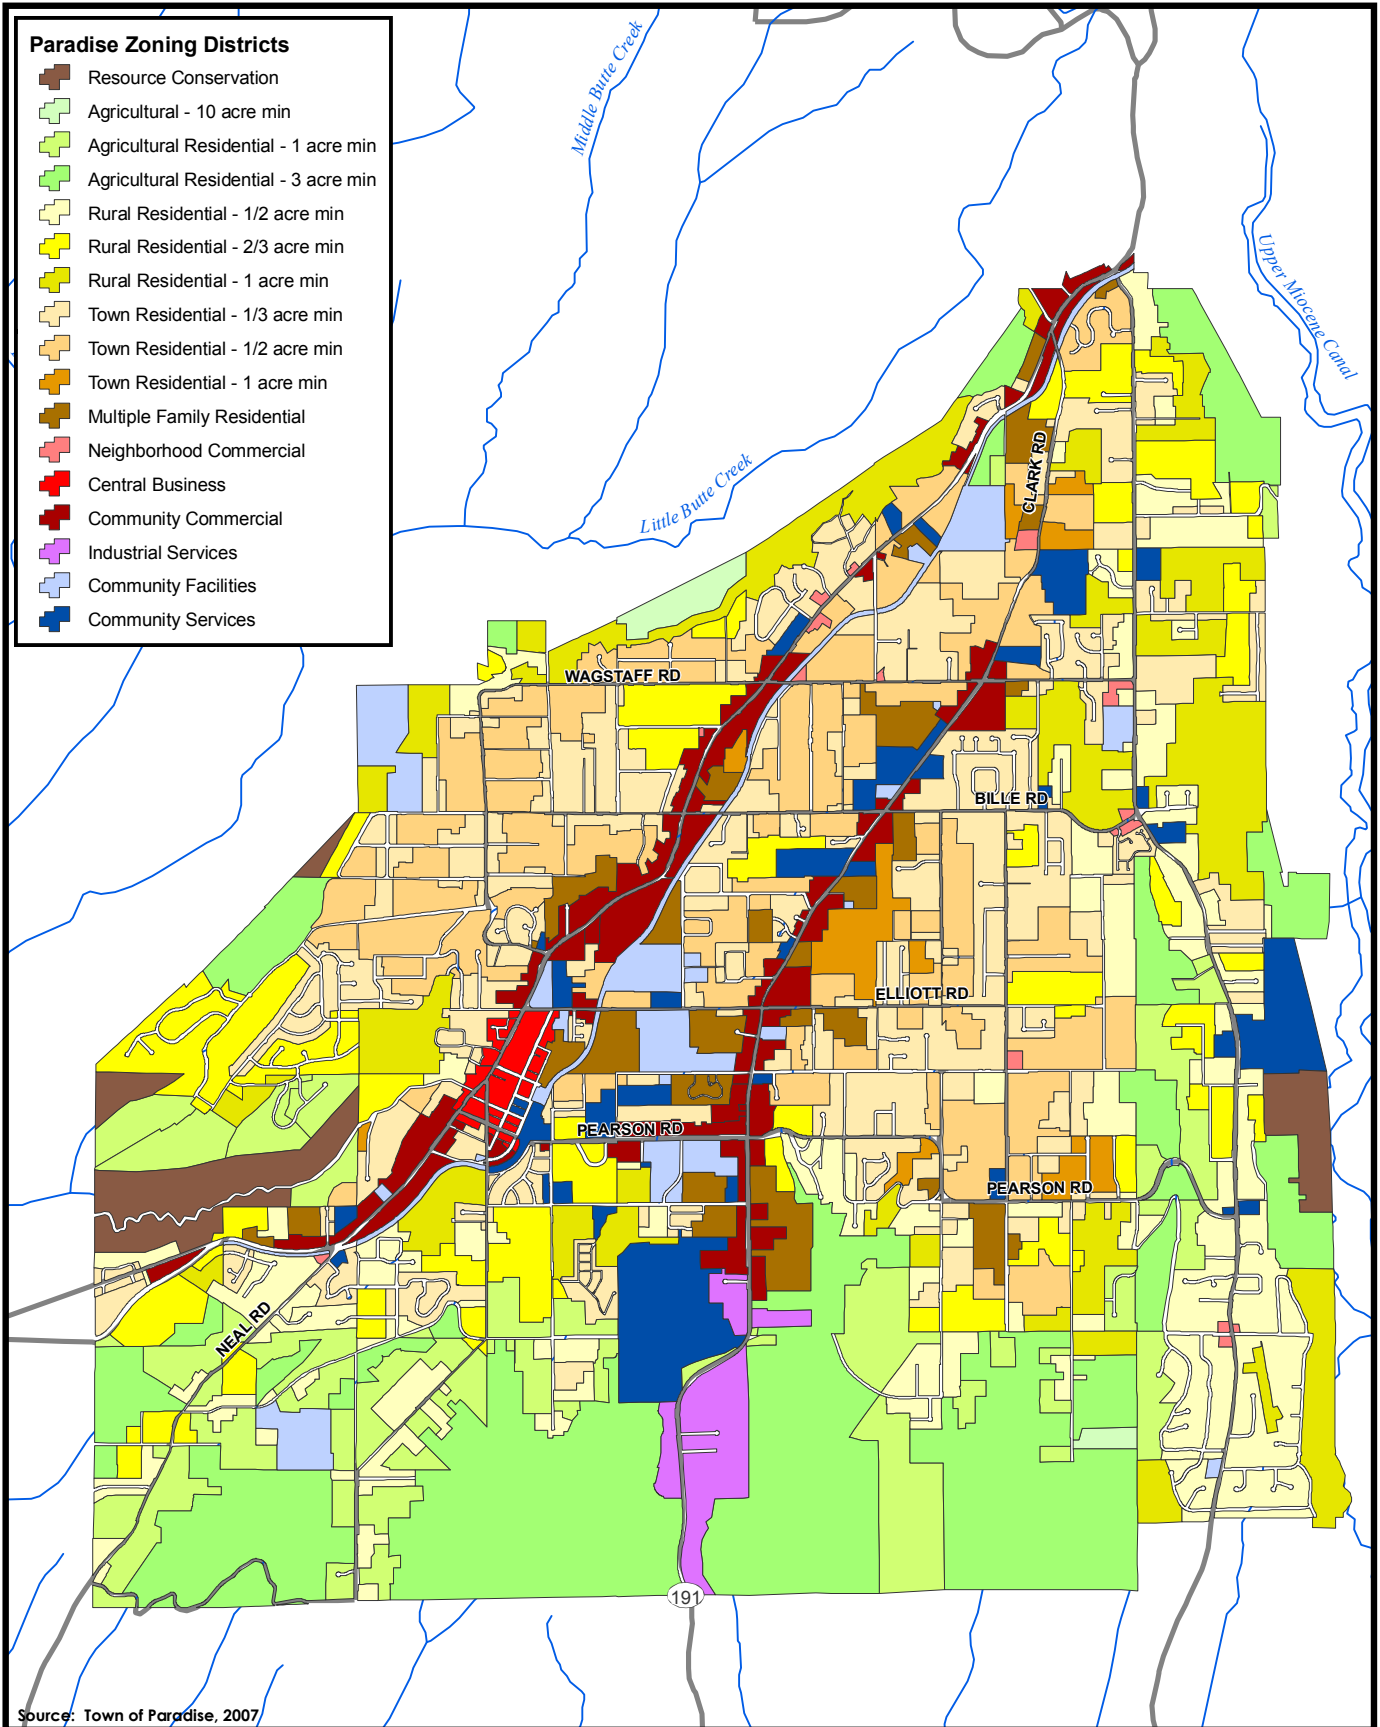 Paradise Zoning Districts
Resource Conservation
Agricultural - 10 acre min
Agricultural Residential - 1 acre min
Agricultural Residential - 3 acre min
Rural Residential - 1/2 acre min
Rural Residential - 2/3 acre min
Rural Residential - 1 acre min
Town Residential - 1/3 acre min
Town Residential - 1/2 acre min
Town Residential - 1 acre min
Multiple Family Residential
Neighborhood Commercial
Central Business
Community Commercial
Industrial Services
Community Facilities
Community Services
Middle Butte Creek
Upper Miocene Canal
Little Butte Creek
CLARK RD
WAGSTAFF RD
BILLE RD
ELLIOTT RD
PEARSON RD
PEARSON RD
NEAL RD
191
Source: Town of Paradise, 2007